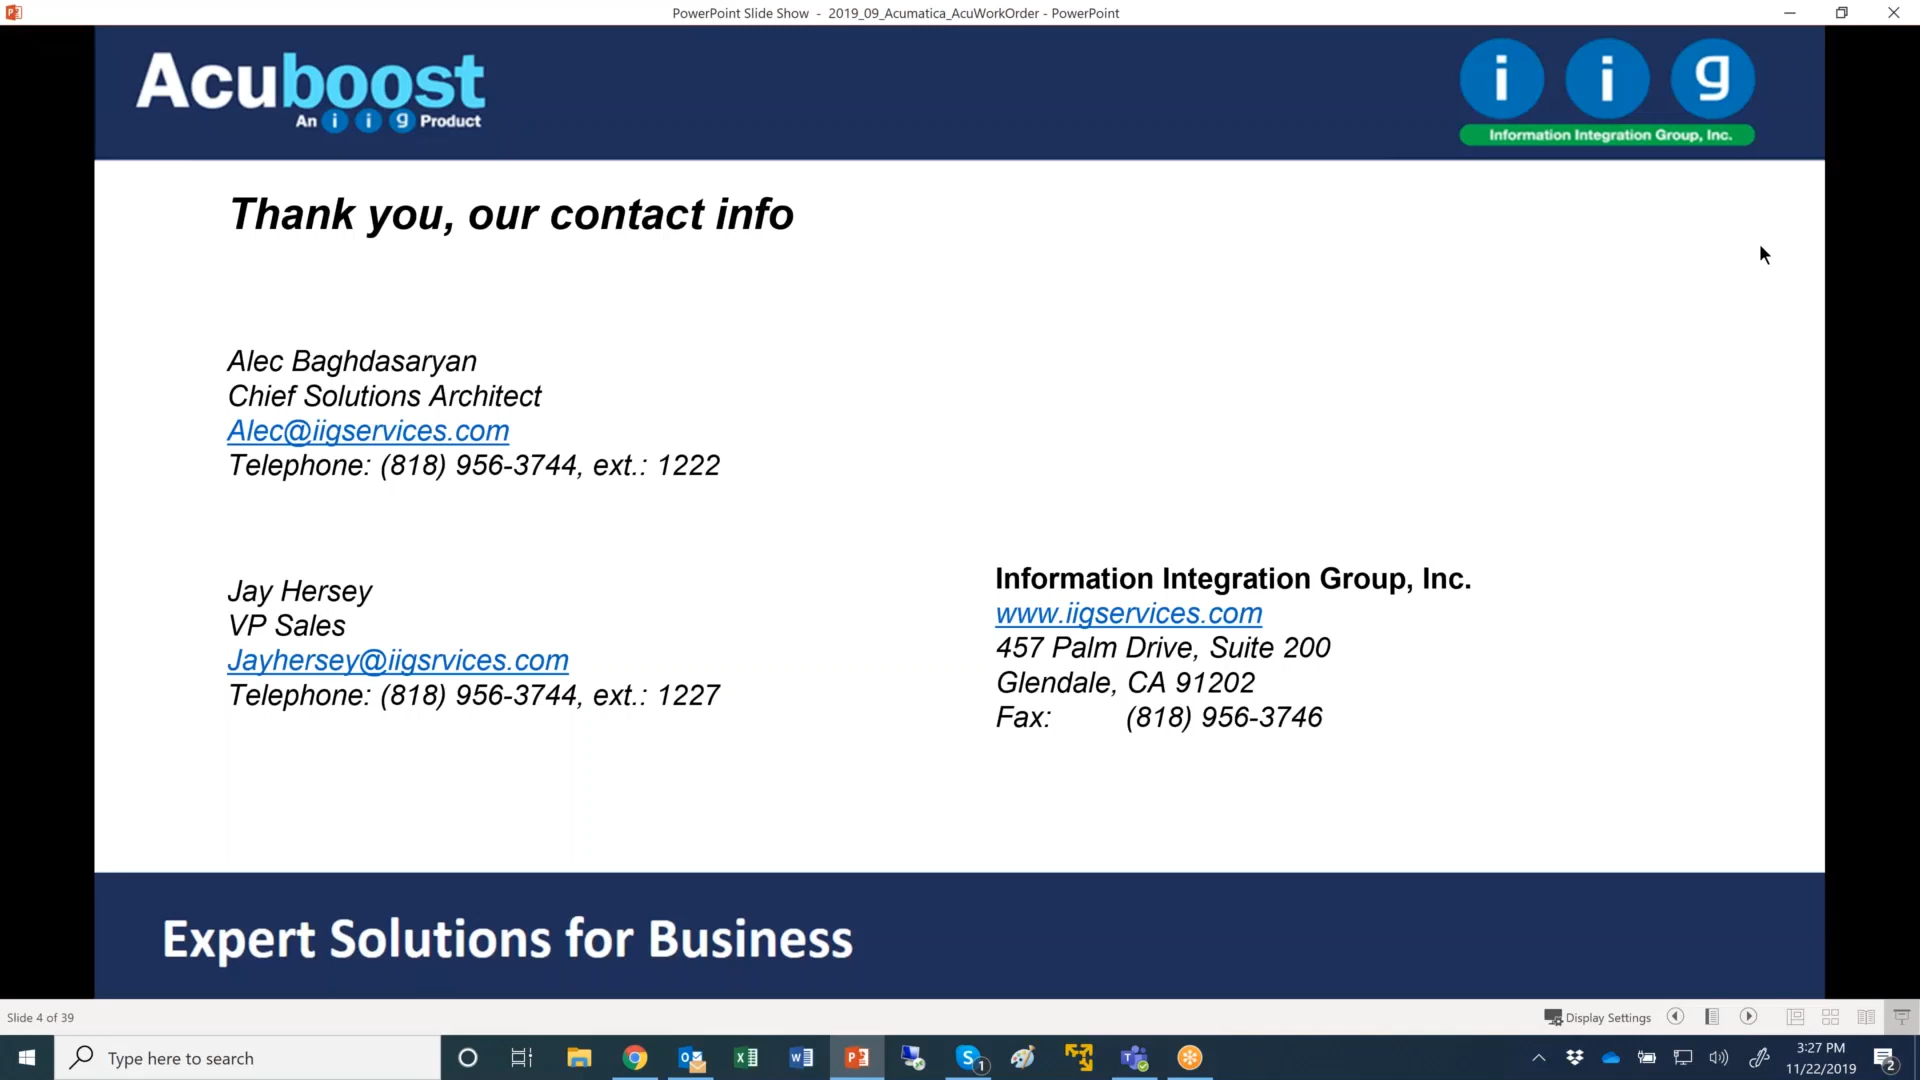 PowerPoint Slide Show - 2019_09_Acumatica_AcuWorkOrder - PowerPoint
Acuboost
An i i g Product
i i g
Information Integration Group, Inc.
Thank you, our contact info
Alec Baghdasaryan
Chief Solutions Architect
Alec@iigservices.com
Telephone: (818) 956-3744, ext.: 1222
Jay Hersey
VP Sales
Jayhersey@iigsrvices.com
Telephone: (818) 956-3744, ext.: 1227
Information Integration Group, Inc.
www.iigservices.com
457 Palm Drive, Suite 200
Glendale, CA 91202
Fax: (818) 956-3746
Expert Solutions for Business
Slide 4 of 39
Display Settings
Type here to search
1
3:27 PM
11/22/2019
2